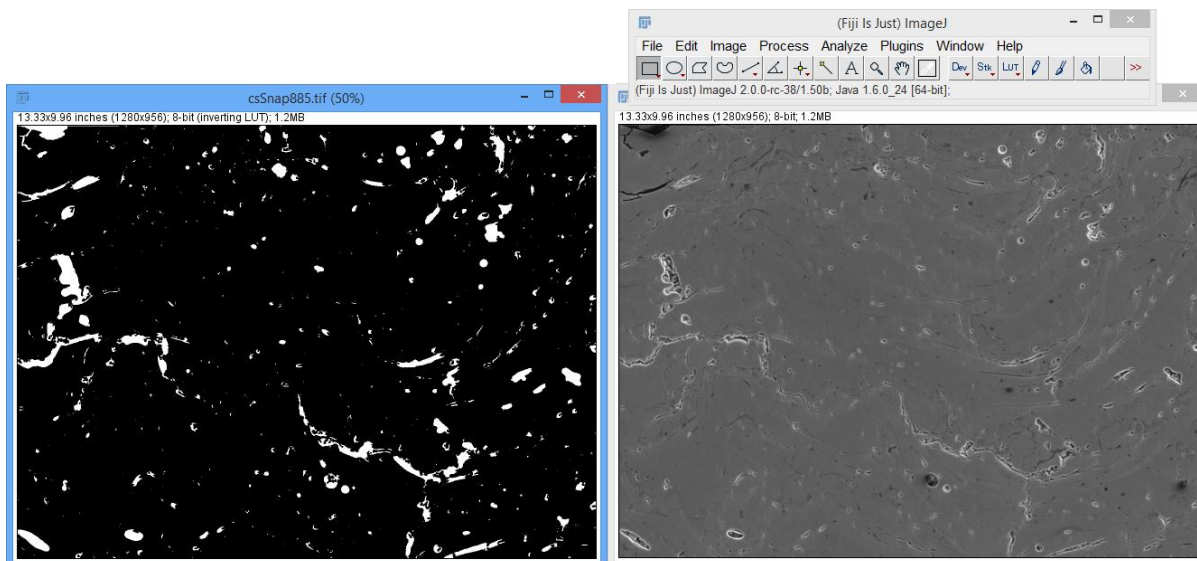 (Fiji Is Just) ImageJ
File Edit Image Process Analyze Plugins Window Help
Dev Stk LUT >>
(Fiji Is Just) ImageJ 2.0.0-rc-38/1.50b; Java 1.6.0_24 [64-bit];
csSnap885.tif (50%)
13.33x9.96 inches (1280x956); 8-bit (inverting LUT); 1.2MB
13.33x9.96 inches (1280x956); 8-bit; 1.2MB